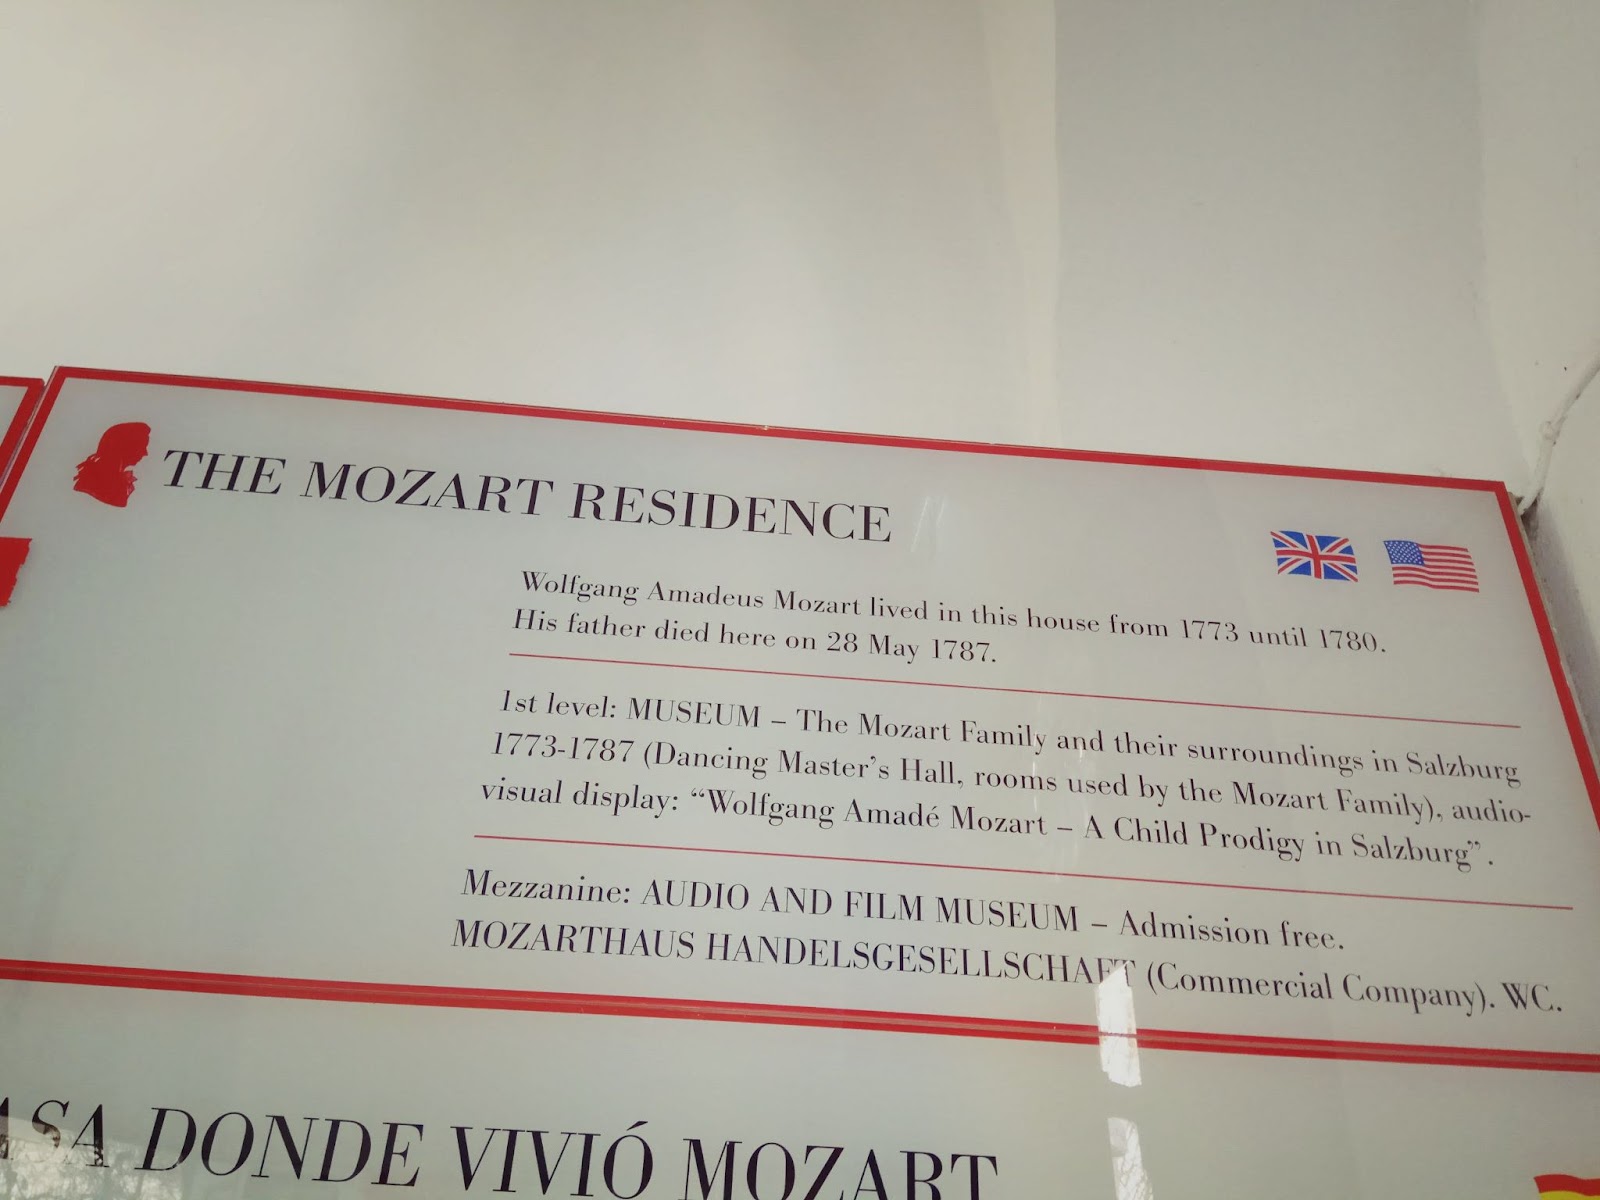 THE MOZART RESIDENCE
Wolfgang Amadeus Mozart lived in this house from 1773 until 1780.
His father died here on 28 May 1787.
1st level: MUSEUM – The Mozart Family and their surroundings in Salzburg
1773-1787 (Dancing Master’s Hall, rooms used by the Mozart Family), audio-
visual display: “Wolfgang Amadé Mozart – A Child Prodigy in Salzburg”.
Mezzanine: AUDIO AND FILM MUSEUM – Admission free.
MOZARTHAUS HANDELSGESELLSCHAFT (Commercial Company). WC.
ASA DONDE VIVIÓ MOZART